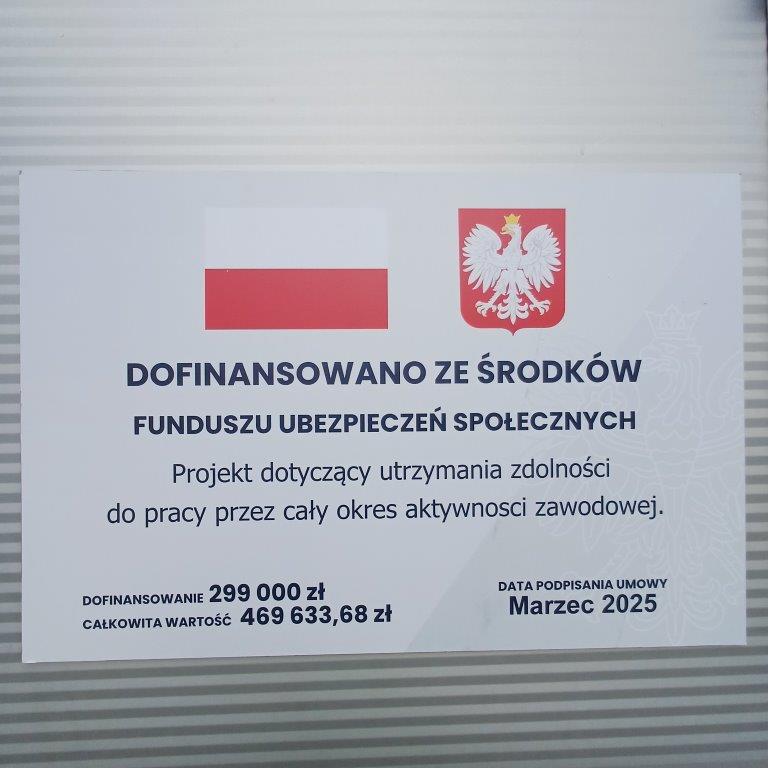 DOFINANSOWANO ZE ŚRODKÓW
FUNDUSZU UBEZPIECZEŃ SPOŁECZNYCH
Projekt dotyczący utrzymania zdolności
do pracy przez cały okres aktywnosci zawodowej.
DOFINANSOWANIE 299 000 zł
CAŁKOWITA WARTOŚĆ 469 633,68 zł
DATA PODPISANIA UMOWY
Marzec 2025